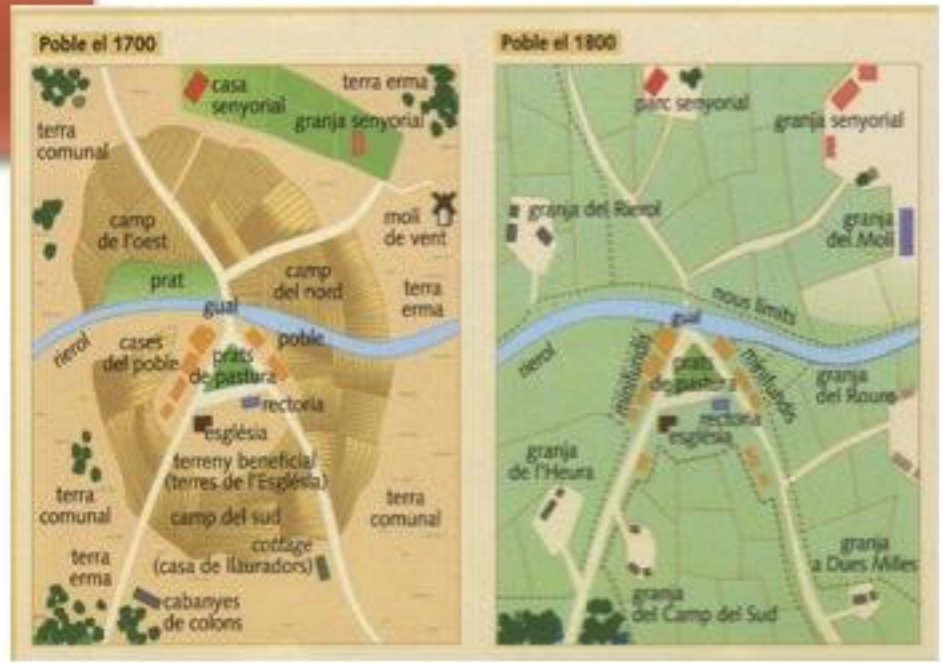 Poble el 1700
casa
senyorial
terra erma
granja senyorial
terra
comunal
camp
de l'oest
molí
de vent
prat
camp
del nord
terra
erma
gual
rierol
cases
del poble
poble
prats
de pastura
rectoria
església
terreny beneficial
(terres de l'Església)
terra
comunal
camp del sud
terra
comunal
cottage
(casa de llauradors)
terra
erma
cabanyes
de colons
Poble el 1800
parc senyorial
granja senyorial
granja del Rierol
granja
del Molí
nous límits
gual
rierol
minifundis
prats
de pastura
minifundis
granja
del Roure
rectoria
església
granja
de l'Heura
granja
a Dues Milles
granja
del Camp del Sud